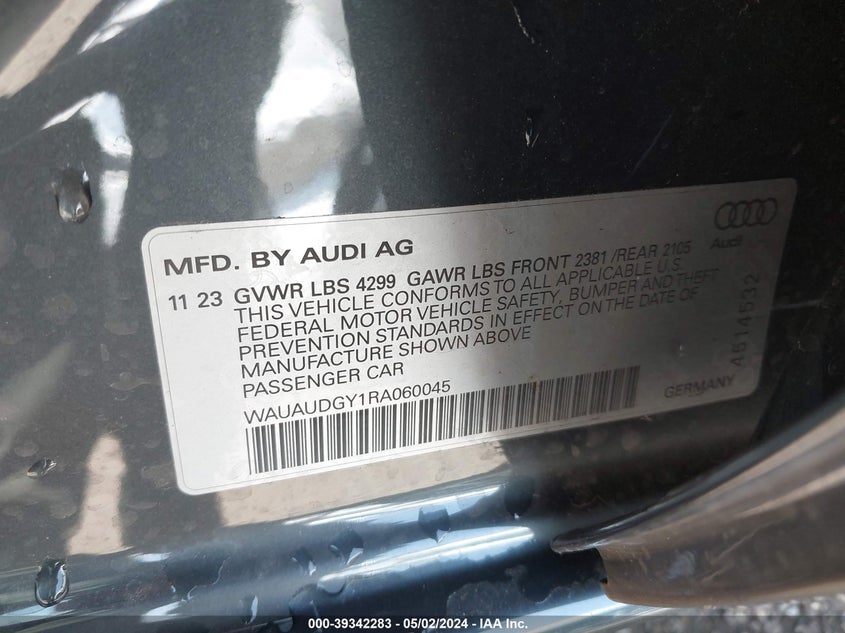 MFD. BY AUDI AG
Audi
11 23 GVWR LBS 4299 GAWR LBS FRONT 2381 /REAR 2105
THIS VEHICLE CONFORMS TO ALL APPLICABLE U.S.
FEDERAL MOTOR VEHICLE SAFETY, BUMPER AND THEFT
PREVENTION STANDARDS IN EFFECT ON THE DATE OF
MANUFACTURE SHOWN ABOVE
PASSENGER CAR
WAUAUDGY1RA060045
GERMANY
4514532
000-39342283 - 05/02/2024 - IAA Inc.